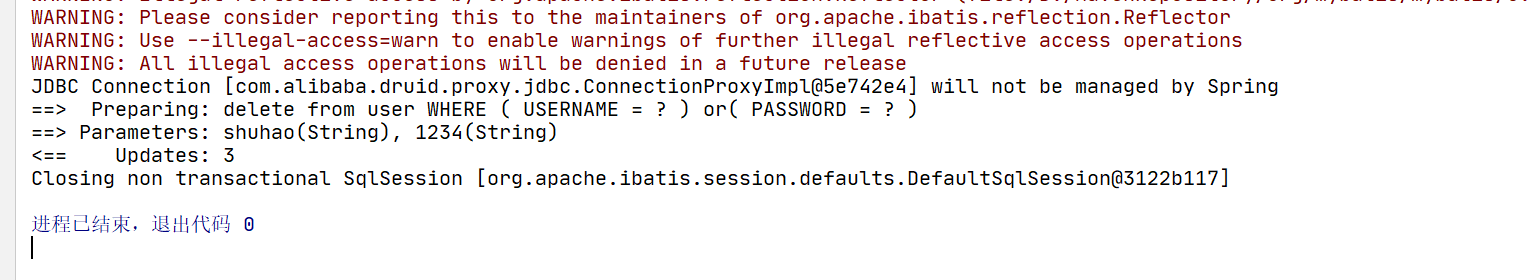 WARNING: Please consider reporting this to the maintainers of org.apache.ibatis.reflection.Reflector
WARNING: Use --illegal-access=warn to enable warnings of further illegal reflective access operations
WARNING: All illegal access operations will be denied in a future release
JDBC Connection [com.alibaba.druid.proxy.jdbc.ConnectionProxyImpl@5e742e4] will not be managed by Spring
==>  Preparing: delete from user WHERE ( USERNAME = ? ) or( PASSWORD = ? )
==> Parameters: shuhao(String), 1234(String)
<==    Updates: 3
Closing non transactional SqlSession [org.apache.ibatis.session.defaults.DefaultSqlSession@3122b117]
进程已结束，退出代码 0